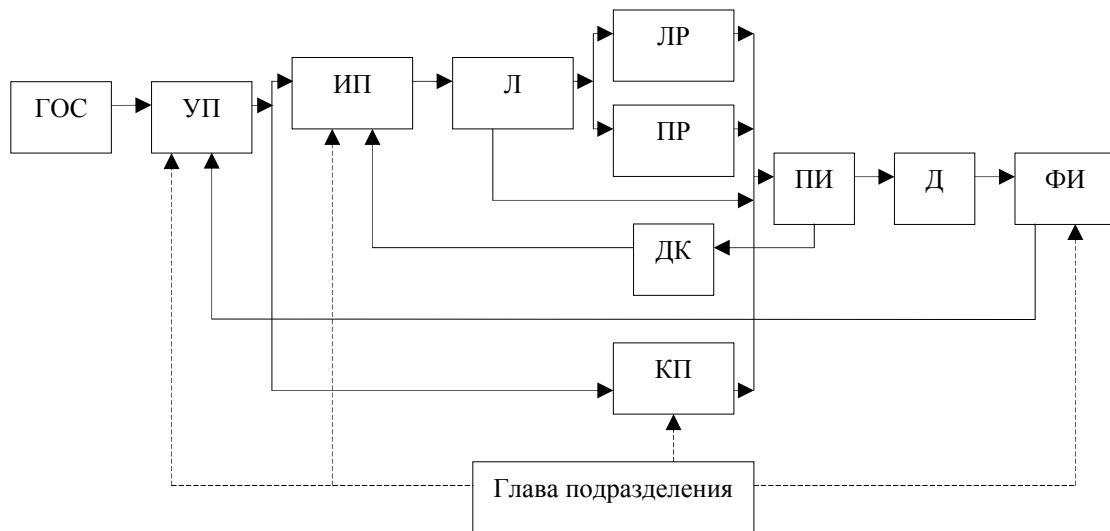 ГОС
УП
ИП
Л
ЛР
ПР
ПИ
Д
ФИ
ДК
КП
Глава подразделения